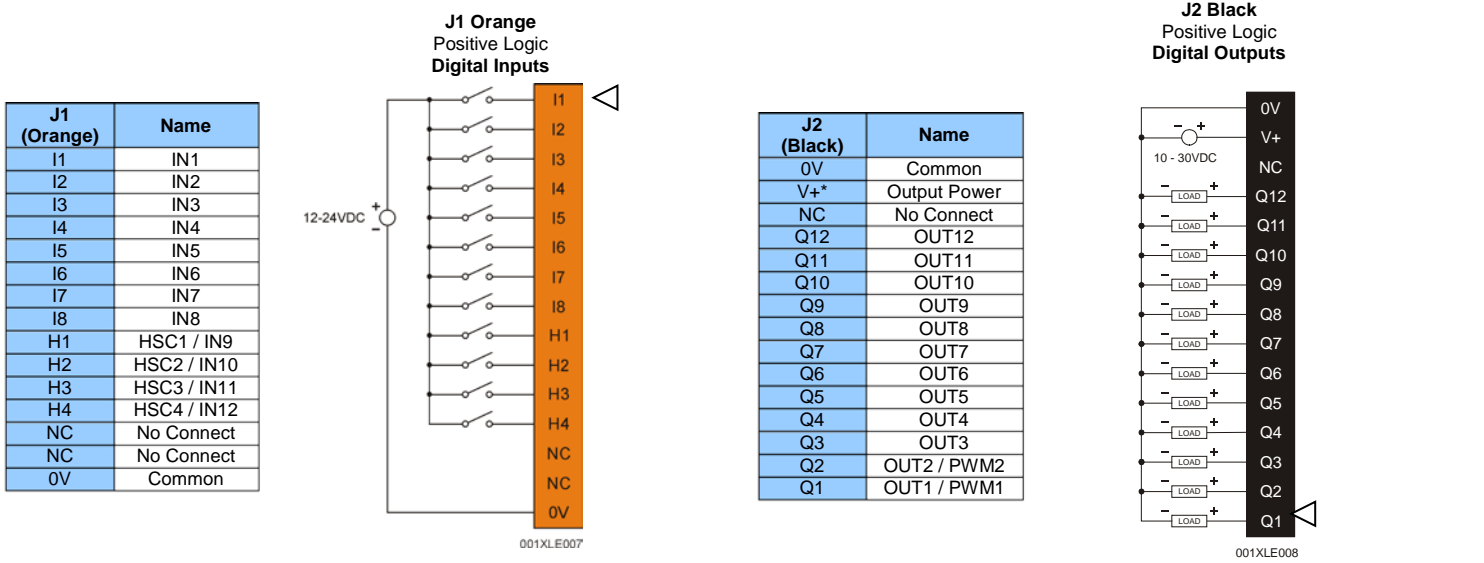 J1 Orange
Positive Logic
Digital Inputs
J1 (Orange) Name
I1 IN1
I2 IN2
I3 IN3
I4 IN4
I5 IN5
I6 IN6
I7 IN7
I8 IN8
H1 HSC1 / IN9
H2 HSC2 / IN10
H3 HSC3 / IN11
H4 HSC4 / IN12
NC No Connect
NC No Connect
0V Common
12-24VDC
+
−
I1
I2
I3
I4
I5
I6
I7
I8
H1
H2
H3
H4
NC
NC
0V
001XLE007
J2 Black
Positive Logic
Digital Outputs
J2 (Black) Name
0V Common
V+* Output Power
NC No Connect
Q12 OUT12
Q11 OUT11
Q10 OUT10
Q9 OUT9
Q8 OUT8
Q7 OUT7
Q6 OUT6
Q5 OUT5
Q4 OUT4
Q3 OUT3
Q2 OUT2 / PWM2
Q1 OUT1 / PWM1
0V
− + V+
10 - 30VDC
NC
− LOAD + Q12
− LOAD + Q11
− LOAD + Q10
− LOAD + Q9
− LOAD + Q8
− LOAD + Q7
− LOAD + Q6
− LOAD + Q5
− LOAD + Q4
− LOAD + Q3
− LOAD + Q2
− LOAD + Q1
001XLE008